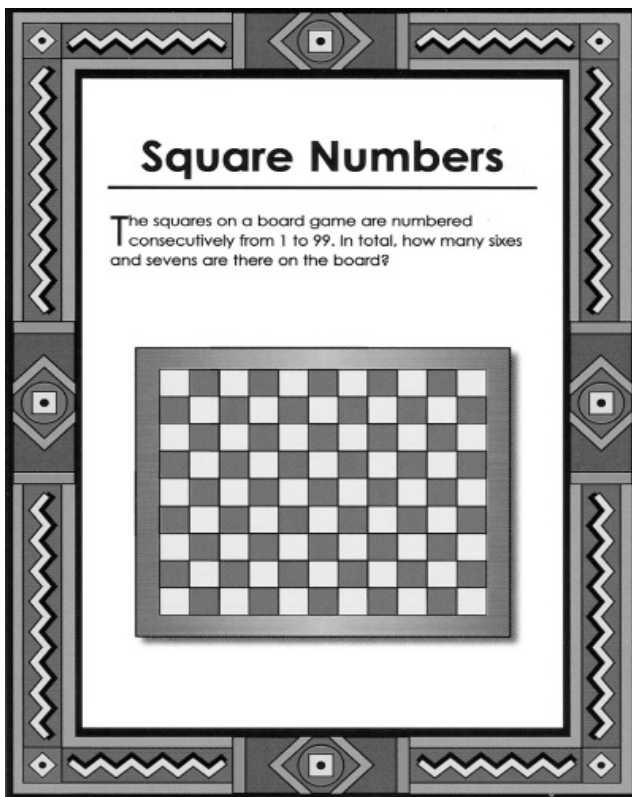 Square Numbers
The squares on a board game are numbered
consecutively from 1 to 99. In total, how many sixes
and sevens are there on the board?